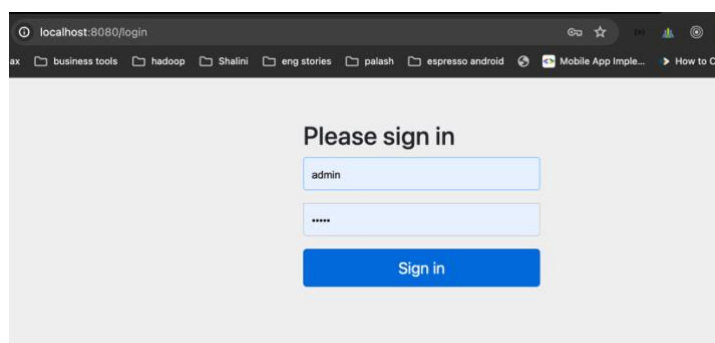 localhost:8080/login
ax business tools hadoop Shalini eng stories palash espresso android Mobile App Imple... How to C
Please sign in
admin
•••••
Sign in